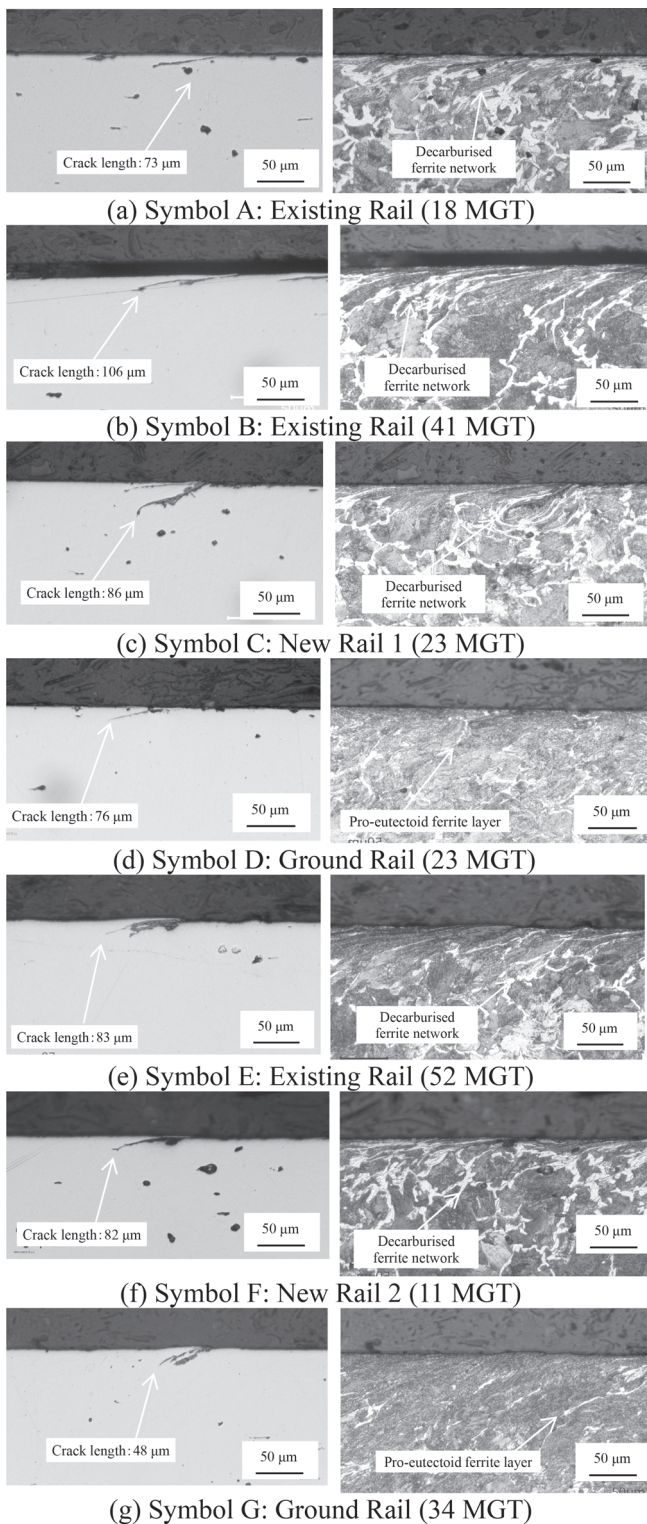 Crack length: 73 μm
50 μm
Decarburised
ferrite network
50 μm
(a) Symbol A: Existing Rail (18 MGT)
Crack length: 106 μm
50 μm
Decarburised
ferrite network
50 μm
(b) Symbol B: Existing Rail (41 MGT)
Crack length: 86 μm
50 μm
Decarburised
ferrite network
50 μm
(c) Symbol C: New Rail 1 (23 MGT)
Crack length: 76 μm
50 μm
Pro-eutectoid ferrite layer
50 μm
(d) Symbol D: Ground Rail (23 MGT)
Crack length: 83 μm
50 μm
Decarburised
ferrite network
50 μm
(e) Symbol E: Existing Rail (52 MGT)
Crack length: 82 μm
50 μm
Decarburised
ferrite network
50 μm
(f) Symbol F: New Rail 2 (11 MGT)
Crack length: 48 μm
50 μm
Pro-eutectoid ferrite layer
50 μm
(g) Symbol G: Ground Rail (34 MGT)